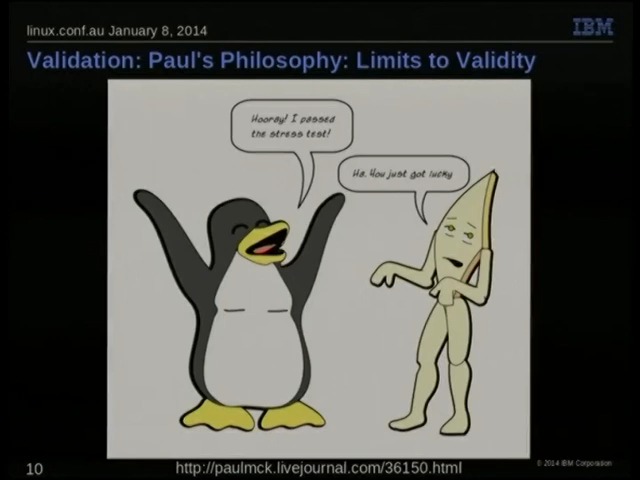 linux.conf.au January 8, 2014
IBM
Validation: Paul's Philosophy: Limits to Validity
Hooray! I passed
the stress test!
Ha. You just got lucky
10
http://paulmck.livejournal.com/36150.html
© 2014 IBM Corporation